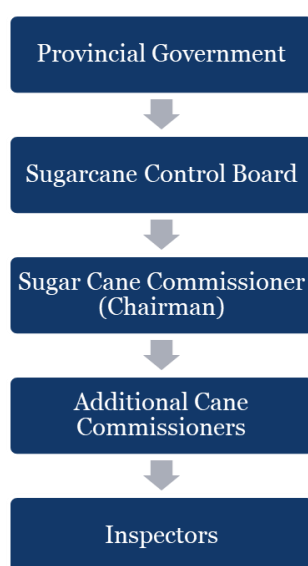 Provincial Government
Sugarcane Control Board
Sugar Cane Commissioner
(Chairman)
Additional Cane
Commissioners
Inspectors